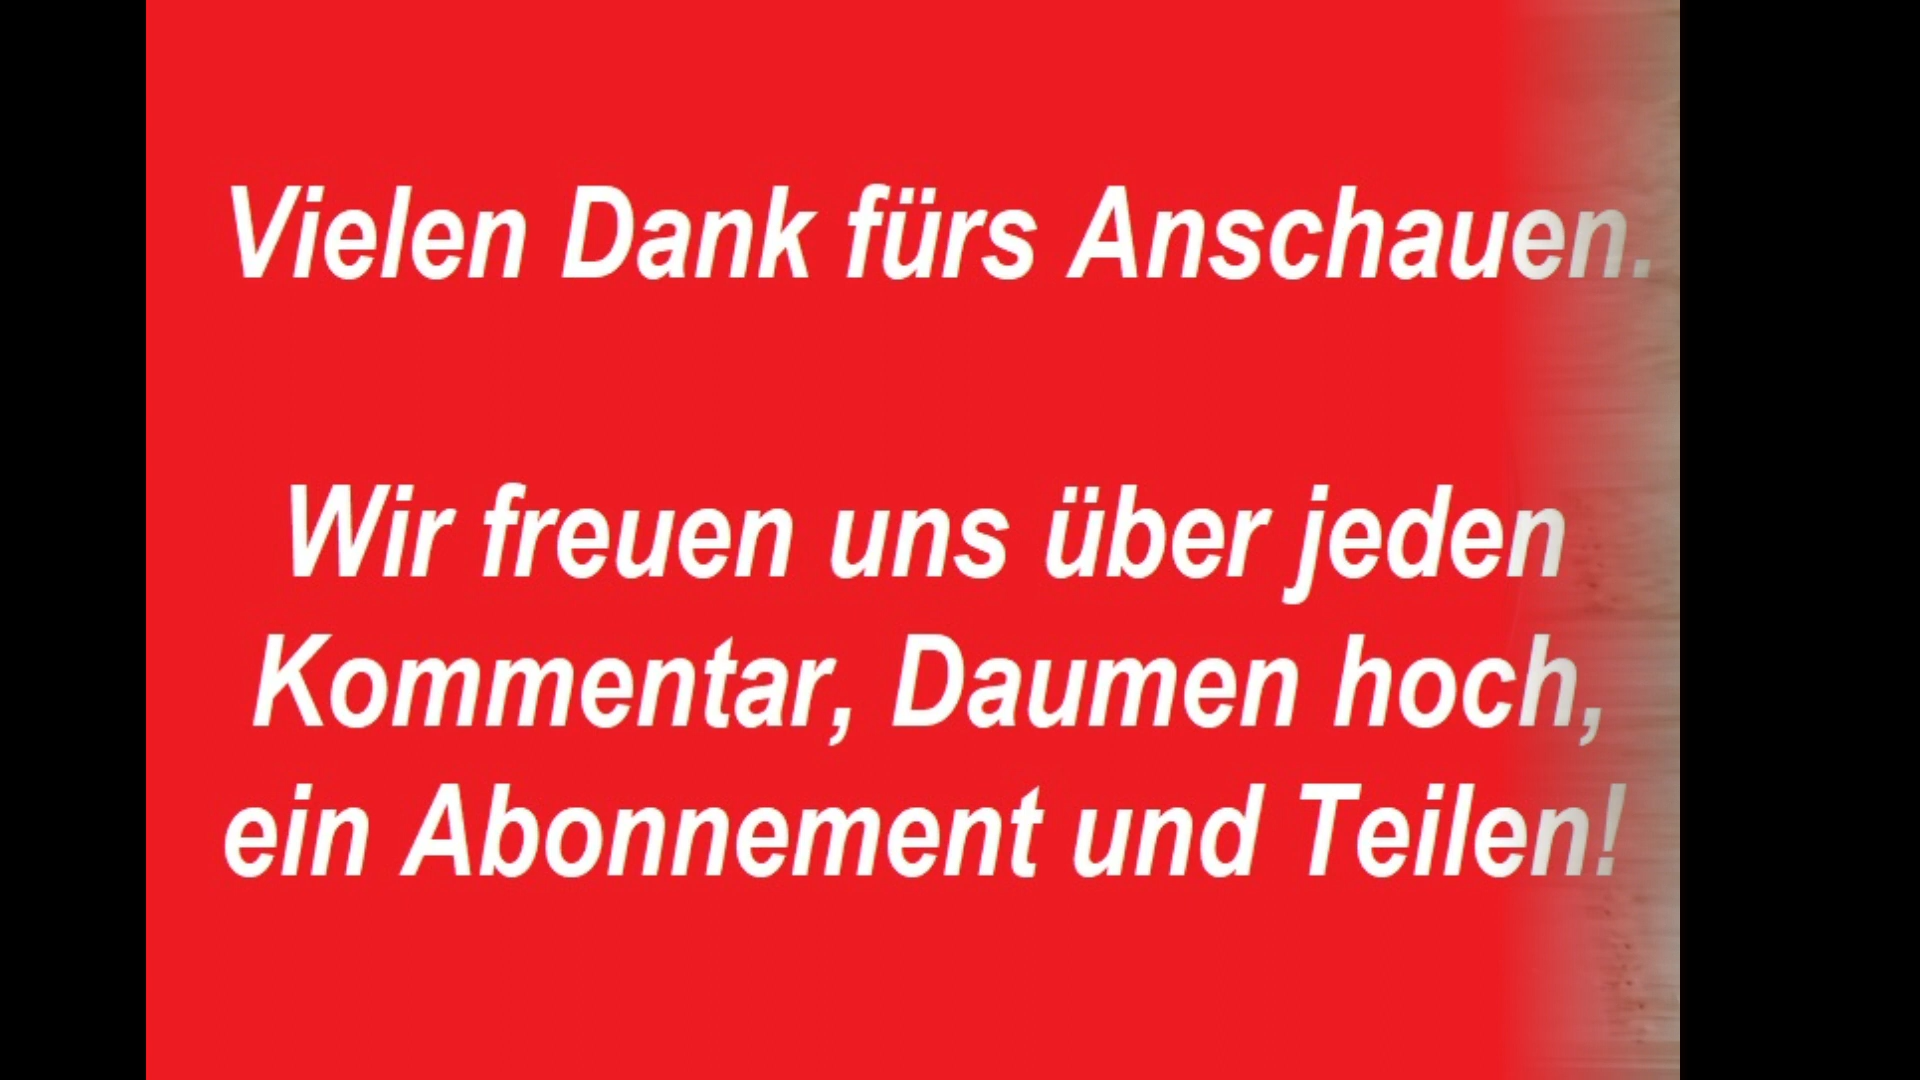 Vielen Dank fürs Anschauen.
Wir freuen uns über jeden
Kommentar, Daumen hoch,
ein Abonnement und Teilen!